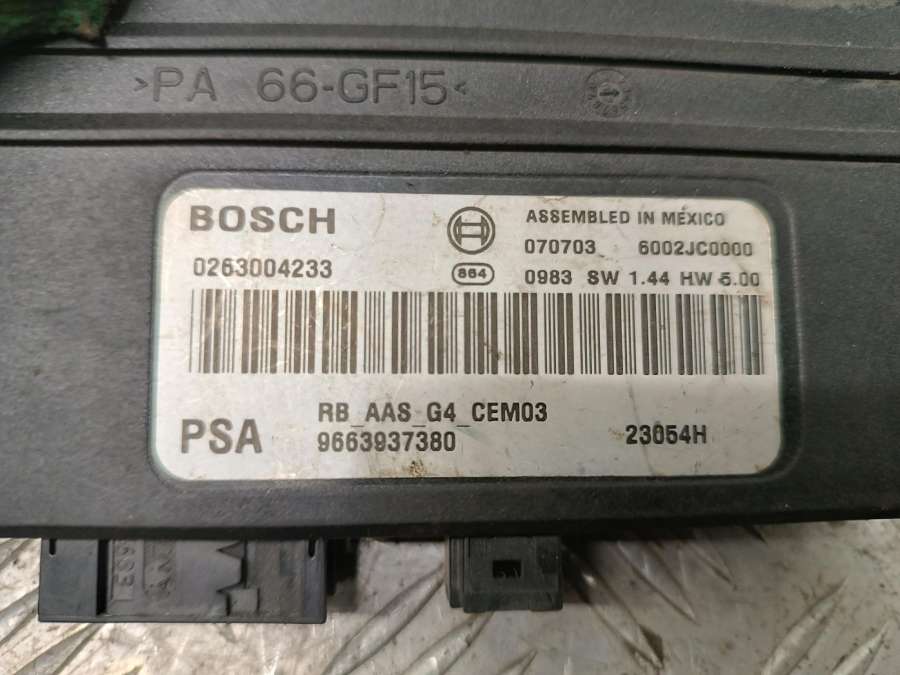 >PA 66-GF15<
BOSCH
ASSEMBLED IN MEXICO
070703 6002JC0000
0263004233
864
0983 SW 1.44 HW 5.00
RB_AAS_G4_CEM03
PSA
9663937380
23054H